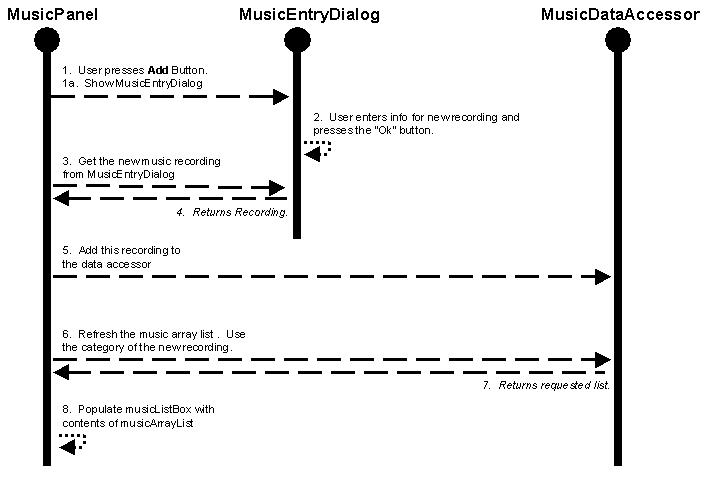 MusicPanel
MusicEntryDialog
MusicDataAccessor
1. User presses Add Button.
1a. Show MusicEntryDialog
2. User enters info for new recording and
presses the "Ok" button.
3. Get the new music recording
from MusicEntryDialog
4. Returns Recording.
5. Add this recording to
the data accessor
6. Refresh the music array list . Use
the category of the new recording.
7. Returns requested list.
8. Populate musicListBox with
contents of musicArrayList